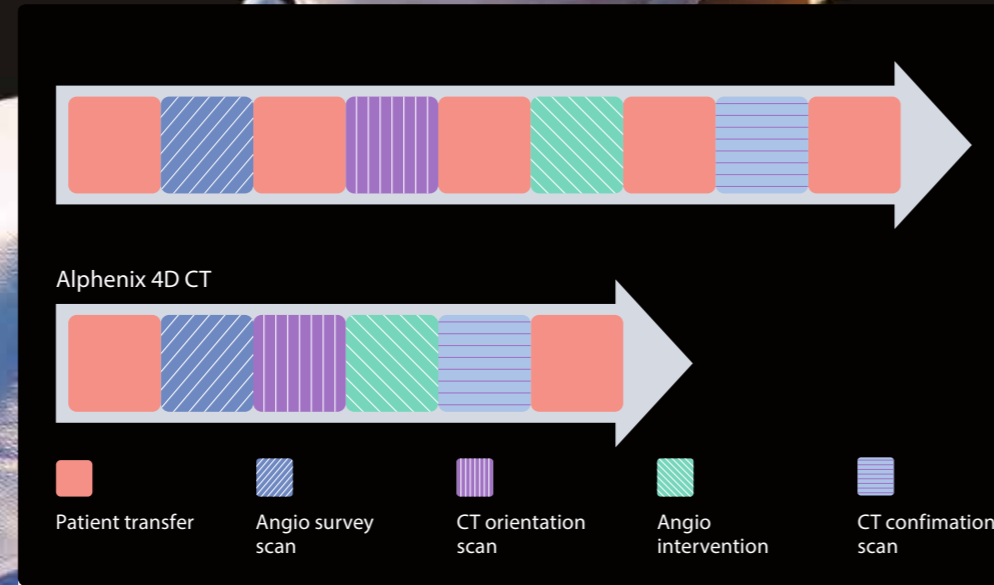 Alphenix 4D CT
Patient transfer
Angio survey
scan
CT orientation
scan
Angio
intervention
CT confimation
scan